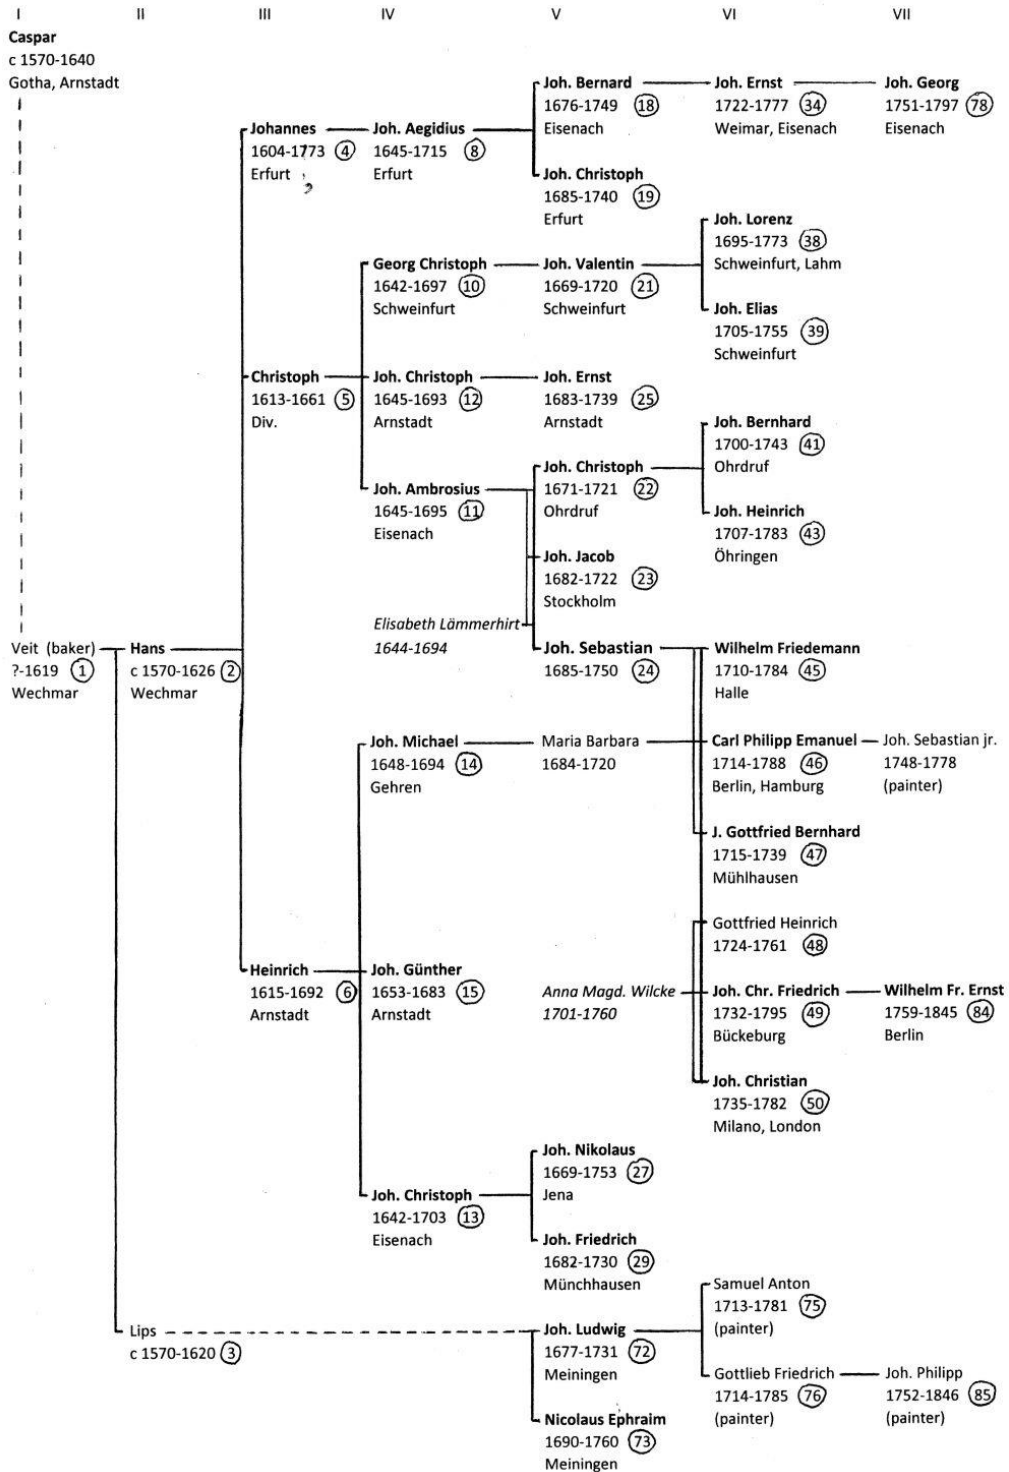 I II III IV V VI VII
Caspar
c 1570-1640
Gotha, Arnstadt
Joh. Bernard
1676-1749 18
Eisenach
Joh. Ernst
1722-1777 34
Weimar, Eisenach
Joh. Georg
1751-1797 78
Eisenach
Johannes
1604-1773 4
Erfurt ?
Joh. Aegidius
1645-1715 8
Erfurt
Joh. Christoph
1685-1740 19
Erfurt
Joh. Lorenz
1695-1773 38
Schweinfurt, Lahm
Georg Christoph
1642-1697 10
Schweinfurt
Joh. Valentin
1669-1720 21
Schweinfurt
Joh. Elias
1705-1755 39
Schweinfurt
Christoph
1613-1661 5
Div.
Joh. Christoph
1645-1693 12
Arnstadt
Joh. Ernst
1683-1739 25
Arnstadt
Joh. Bernhard
1700-1743 41
Ohrdruf
Joh. Ambrosius
1645-1695 11
Eisenach
Joh. Christoph
1671-1721 22
Ohrdruf
Joh. Heinrich
1707-1783 43
Öhringen
Joh. Jacob
1682-1722 23
Stockholm
Elisabeth Lämmerhirt
1644-1694
Veit (baker)
?-1619 1
Wechmar
Hans
c 1570-1626 2
Wechmar
Joh. Sebastian
1685-1750 24
Wilhelm Friedemann
1710-1784 45
Halle
Joh. Michael
1648-1694 14
Gehren
Maria Barbara
1684-1720
Carl Philipp Emanuel
1714-1788 46
Berlin, Hamburg
Joh. Sebastian jr.
1748-1778
(painter)
J. Gottfried Bernhard
1715-1739 47
Mühlhausen
Gottfried Heinrich
1724-1761 48
Heinrich
1615-1692 6
Arnstadt
Joh. Günther
1653-1683 15
Arnstadt
Anna Magd. Wilcke
1701-1760
Joh. Chr. Friedrich
1732-1795 49
Bückeburg
Wilhelm Fr. Ernst
1759-1845 84
Berlin
Joh. Christian
1735-1782 50
Milano, London
Joh. Nikolaus
1669-1753 27
Jena
Joh. Christoph
1642-1703 13
Eisenach
Joh. Friedrich
1682-1730 29
Münchhausen
Lips
c 1570-1620 3
Joh. Ludwig
1677-1731 72
Meiningen
Samuel Anton
1713-1781 75
(painter)
Gottlieb Friedrich
1714-1785 76
(painter)
Joh. Philipp
1752-1846 85
(painter)
Nicolaus Ephraim
1690-1760 73
Meiningen